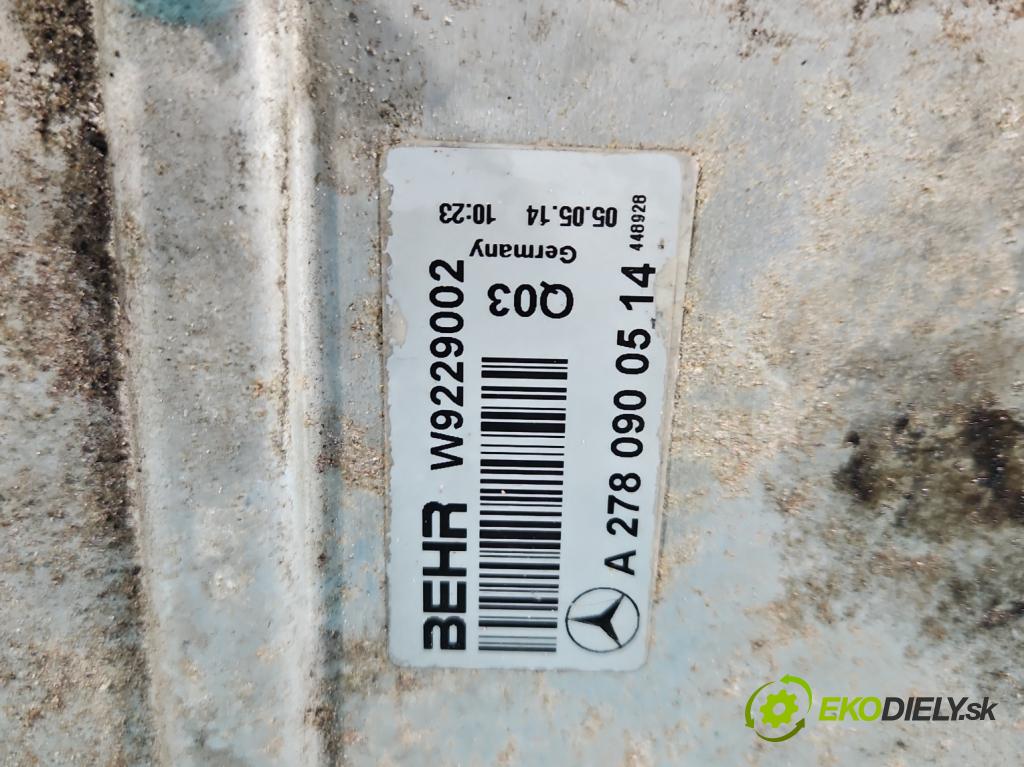 BEHR W9229002
Q03
Germany
05.05.14 10:23
A 278 090 05 14
448928
EKODIELY.sk